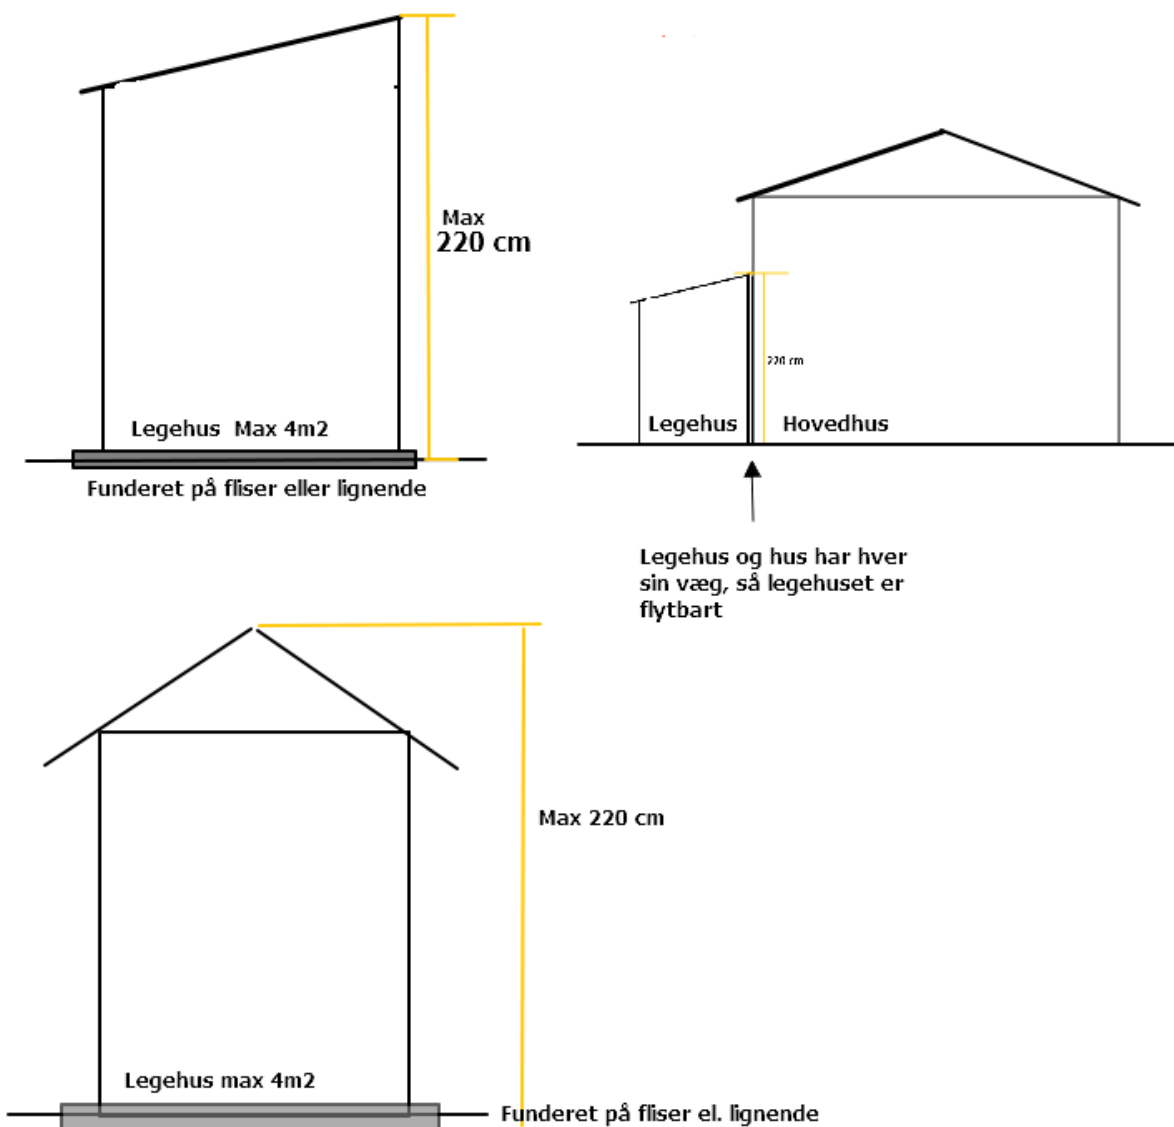 Max
220 cm
Legehus Max 4m2
Funderet på fliser eller lignende
220 cm
Legehus
Hovedhus
Legehus og hus har hver
sin væg, så legehuset er
flytbart
Max 220 cm
Legehus max 4m2
Funderet på fliser el. lignende